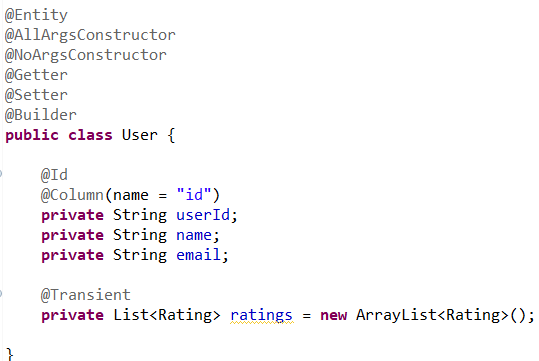 @Entity
@AllArgsConstructor
@NoArgsConstructor
@Getter
@Setter
@Builder
public class User {
@Id
@Column(name = "id")
private String userId;
private String name;
private String email;
@Transient
private List<Rating> ratings = new ArrayList<Rating>();
}